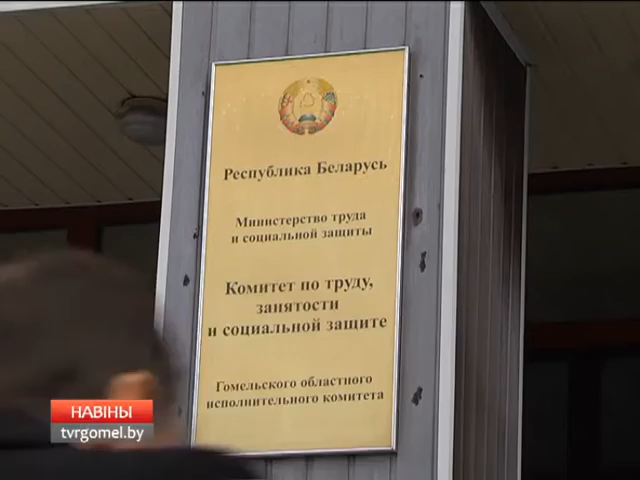 Республика Беларусь
Министерство труда
и социальной защиты
Комитет по труду,
занятости
и социальной защите
Гомельского областного
исполнительного комитета
НАВІНЫ
tvrgomel.by